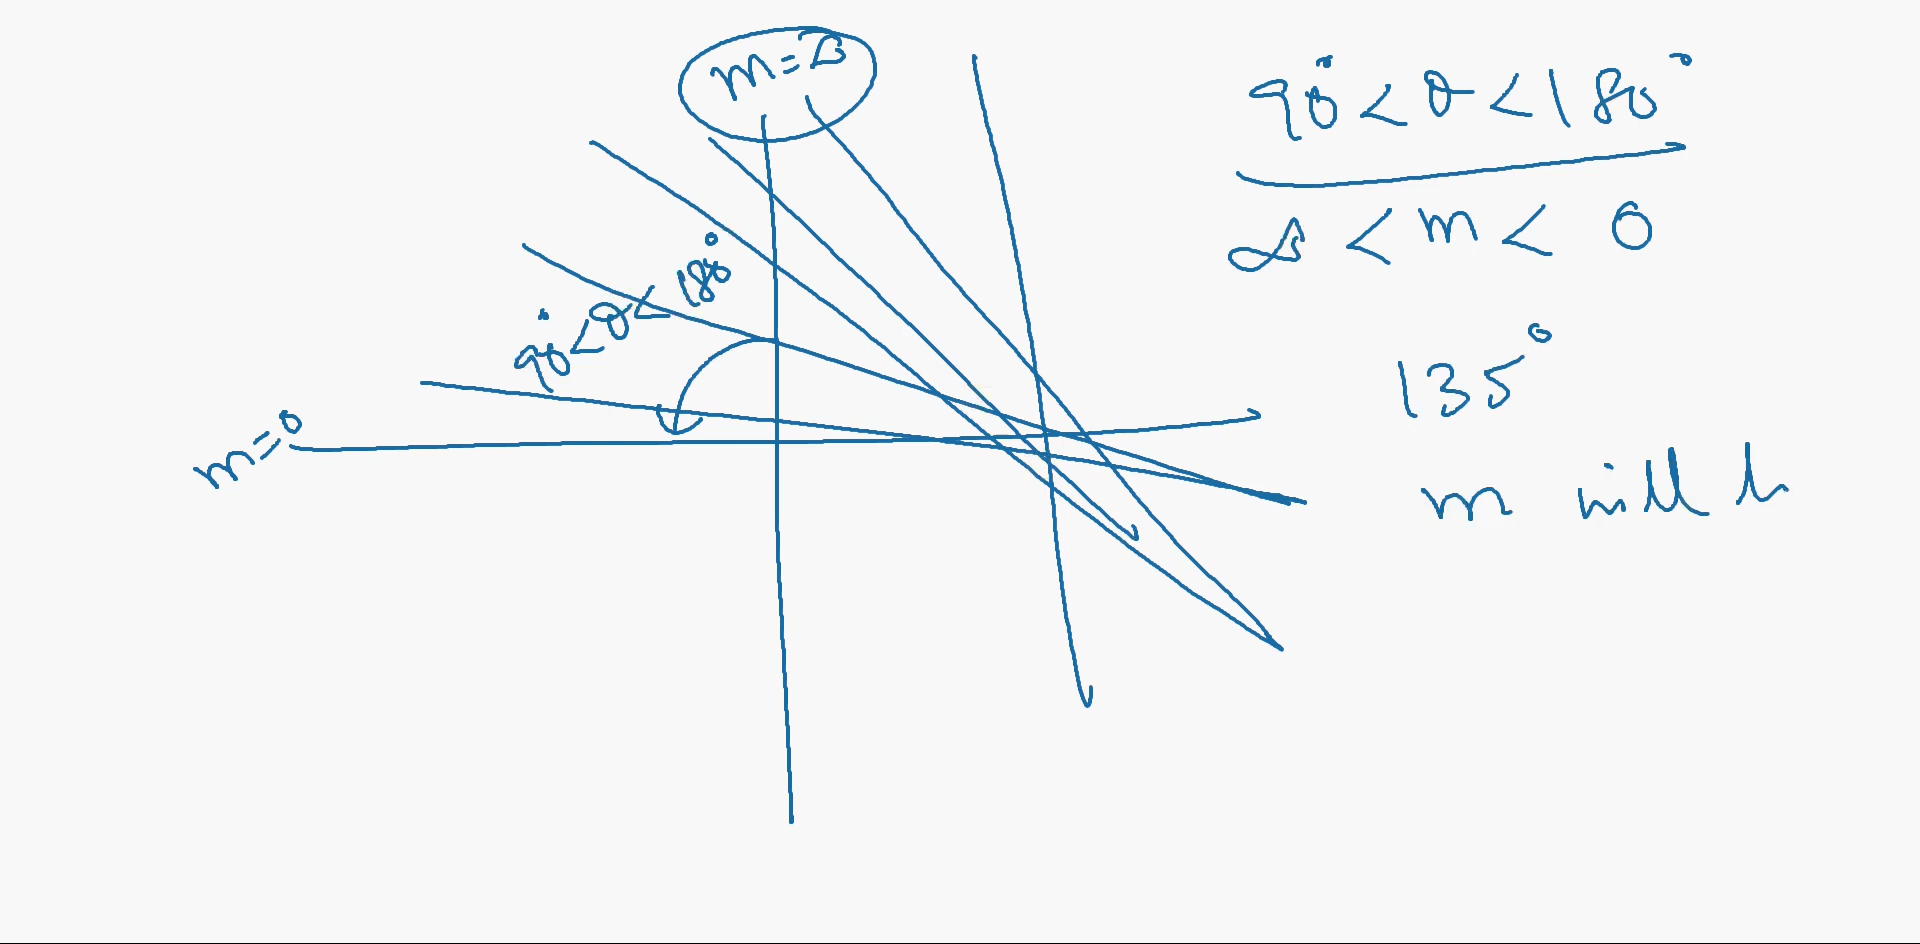 m = ∞
90° < θ < 180°
∞ < m < 0
90° < θ < 180°
135°
m = 0
m will b